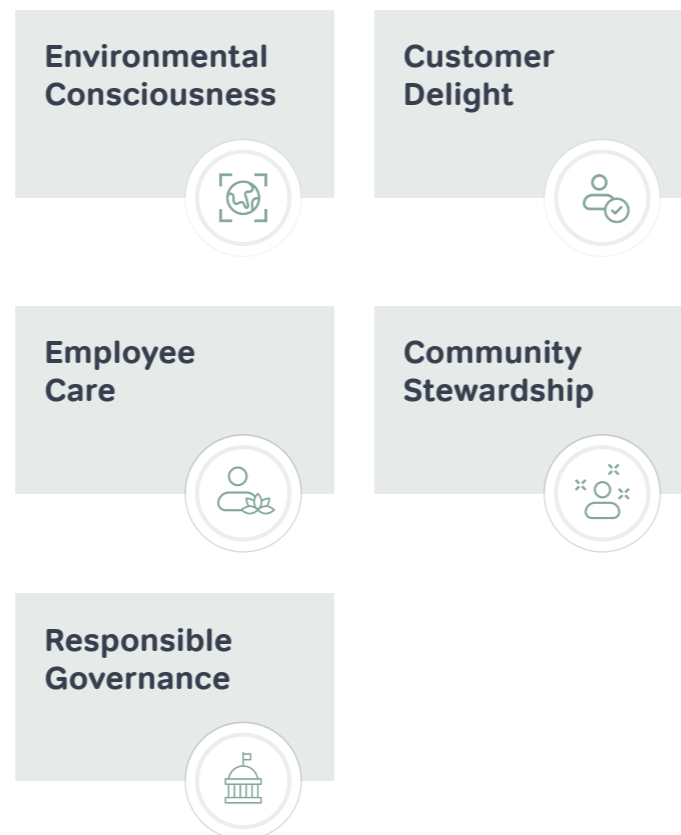 Environmental
Consciousness
Customer
Delight
Employee
Care
Community
Stewardship
Responsible
Governance